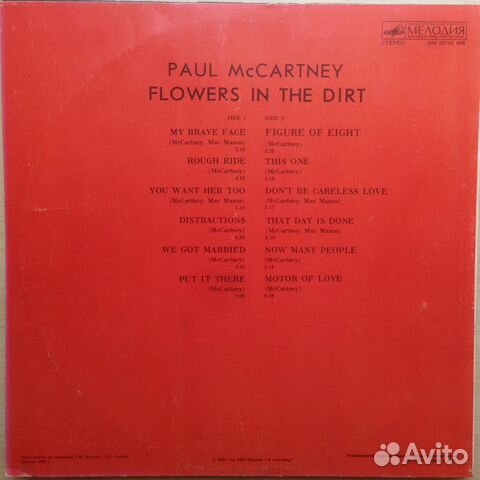 МЕЛОДИЯ
СТЕРЕО
PAUL McCARTNEY
FLOWERS IN THE DIRT
SIDE 1
MY BRAVE FACE
(McCartney, Mac Manus)
ROUGH RIDE
(McCartney)
YOU WANT HER TOO
(McCartney, Mac Manus)
DISTRACTIONS
(McCartney)
WE GOT MARRIED
(McCartney)
PUT IT THERE
(McCartney)
SIDE 2
FIGURE OF EIGHT
(McCartney)
THIS ONE
(McCartney)
DON'T BE CARELESS LOVE
(McCartney, Mac Manus)
THAT DAY IS DONE
(McCartney, Mac Manus)
NOW MANY PEOPLE
(McCartney)
MOTOR OF LOVE
(McCartney)
Avito